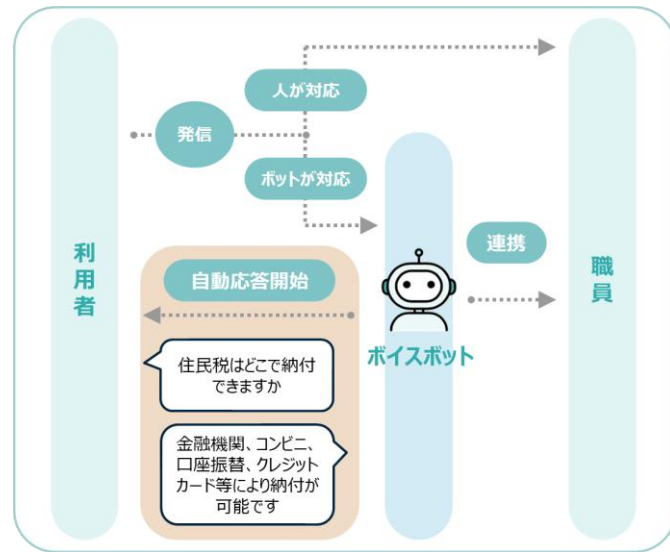 人が対応
発信
ボットが対応
利用者
自動応答開始
連携
職員
ボイスボット
住民税はどこで納付
できますか
金融機関、コンビニ、
口座振替、クレジット
カード等により納付が
可能です